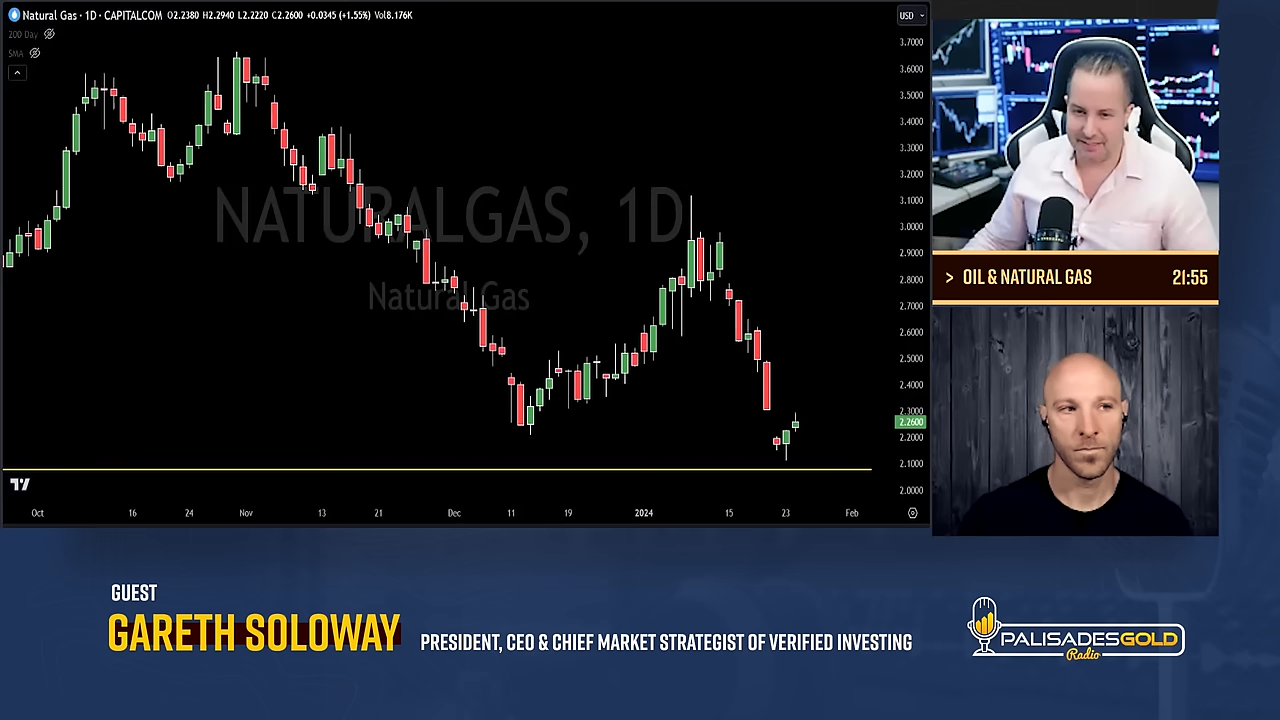 Natural Gas · 1D · CAPITALCOM O2.2380 H2.2940 L2.2220 C2.2600 +0.0345 (+1.55%) Vol8.176K
200 Day
SMA
USD
3.7000
3.6000
3.5000
3.4000
3.3000
3.2000
3.1000
3.0000
2.9000
2.8000
2.7000
2.6000
2.5000
2.4000
2.3000
2.2600
2.2000
2.1000
2.0000
NATURALGAS, 1D
Natural Gas
Oct 16 24 Nov 13 21 Dec 11 19 2024 15 23 Feb
> OIL & NATURAL GAS 21:55
GUEST
GARETH SOLOWAY
PRESIDENT, CEO & CHIEF MARKET STRATEGIST OF VERIFIED INVESTING
PALISADESGOLD
Radio